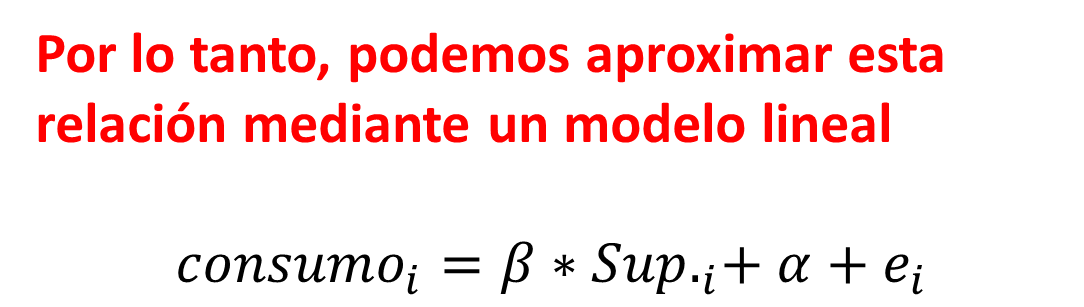 Por lo tanto, podemos aproximar esta
relación mediante un modelo lineal
consumoᵢ = β * Sup.ᵢ + α + eᵢ